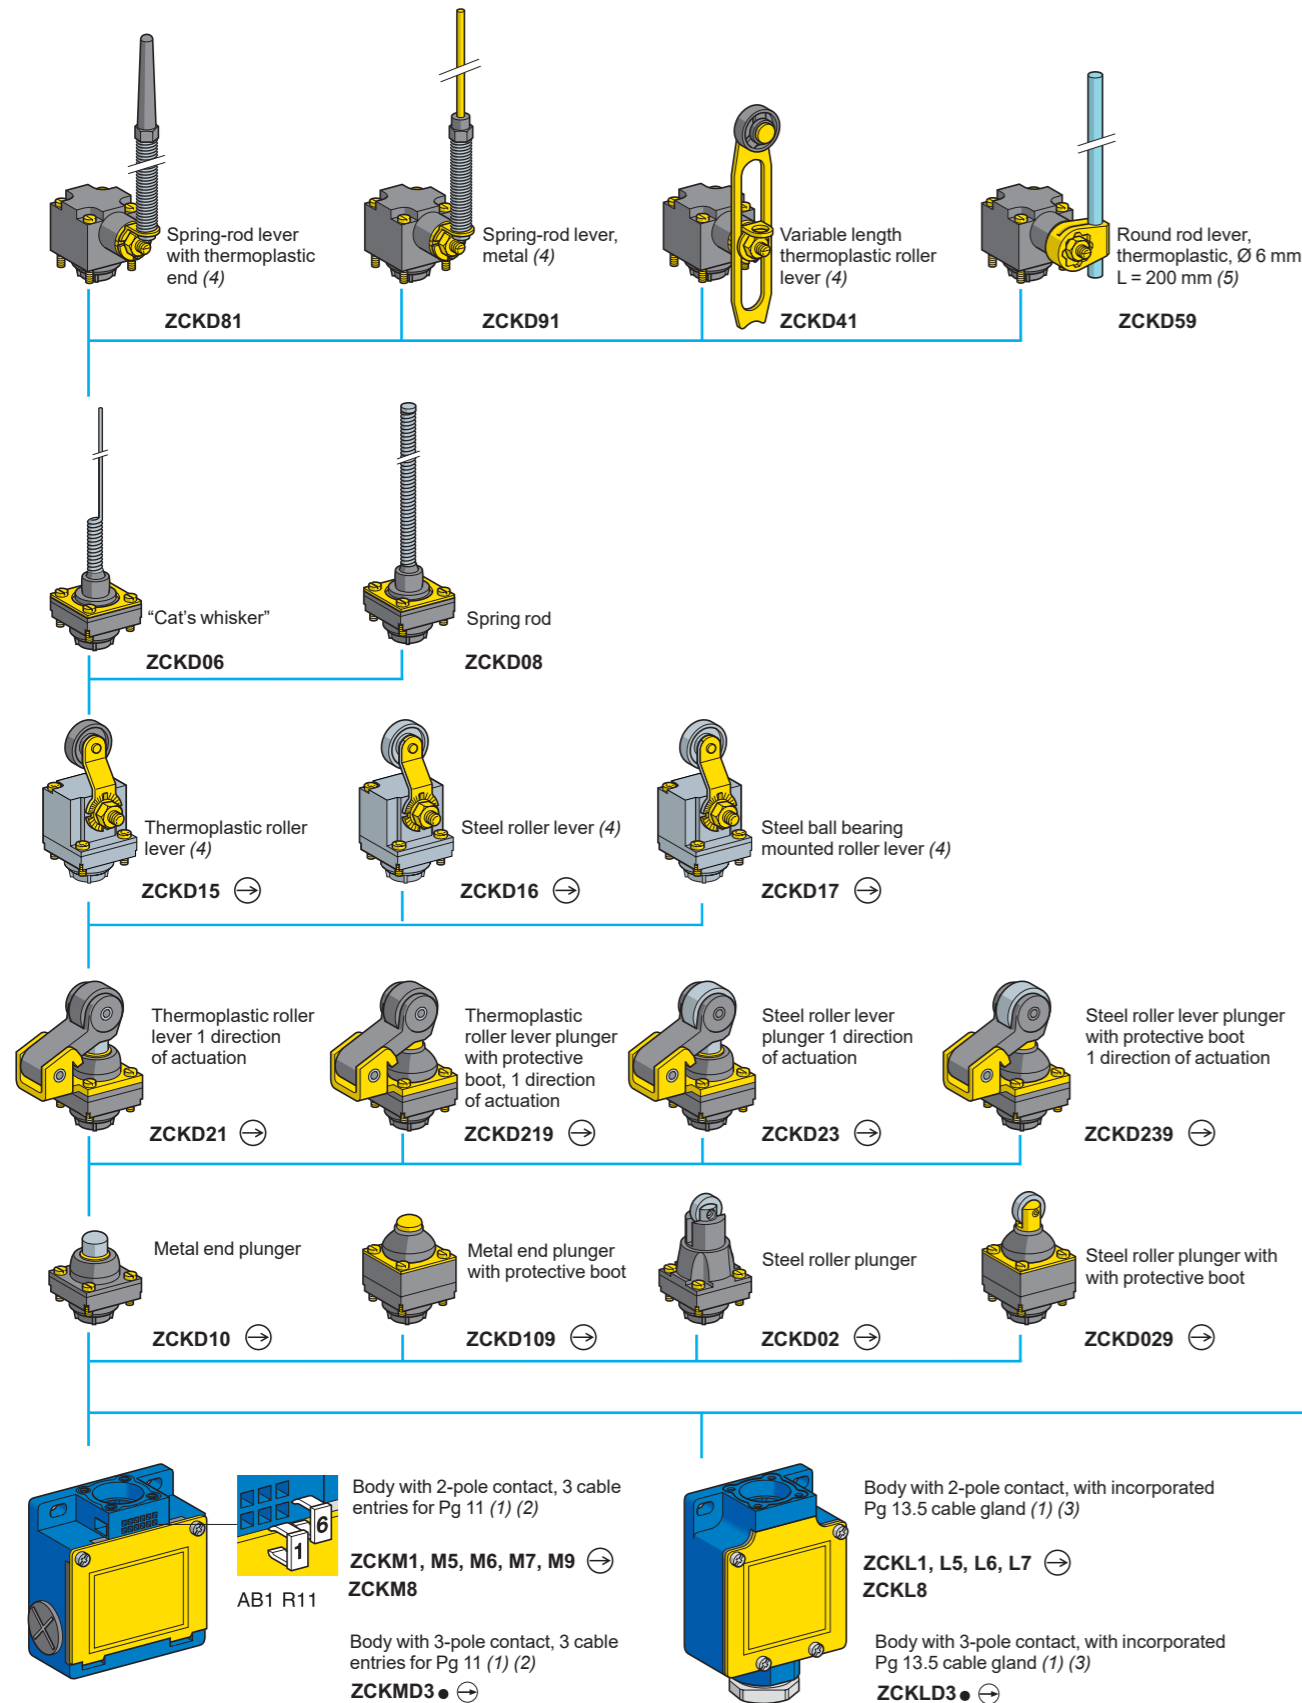 Spring-rod lever
with thermoplastic
end (4)
ZCKD81
Spring-rod lever,
metal (4)
ZCKD91
Variable length
thermoplastic roller
lever (4)
ZCKD41
Round rod lever,
thermoplastic, Ø 6 mm
L = 200 mm (5)
ZCKD59
“Cat’s whisker”
ZCKD06
Spring rod
ZCKD08
Thermoplastic roller
lever (4)
ZCKD15
Steel roller lever (4)
ZCKD16
Steel ball bearing
mounted roller lever (4)
ZCKD17
Thermoplastic roller
lever 1 direction
of actuation
ZCKD21
Thermoplastic
roller lever plunger
with protective
boot, 1 direction
of actuation
ZCKD219
Steel roller lever
plunger 1 direction
of actuation
ZCKD23
Steel roller lever plunger
with protective boot
1 direction of actuation
ZCKD239
Metal end plunger
ZCKD10
Metal end plunger
with protective boot
ZCKD109
Steel roller plunger
ZCKD02
Steel roller plunger with
with protective boot
ZCKD029
6
1
AB1 R11
Body with 2-pole contact, 3 cable
entries for Pg 11 (1) (2)
ZCKM1, M5, M6, M7, M9
ZCKM8
Body with 3-pole contact, 3 cable
entries for Pg 11 (1) (2)
ZCKMD3●
Body with 2-pole contact, with incorporated
Pg 13.5 cable gland (1) (3)
ZCKL1, L5, L6, L7
ZCKL8
Body with 3-pole contact, with incorporated
Pg 13.5 cable gland (1) (3)
ZCKLD3●